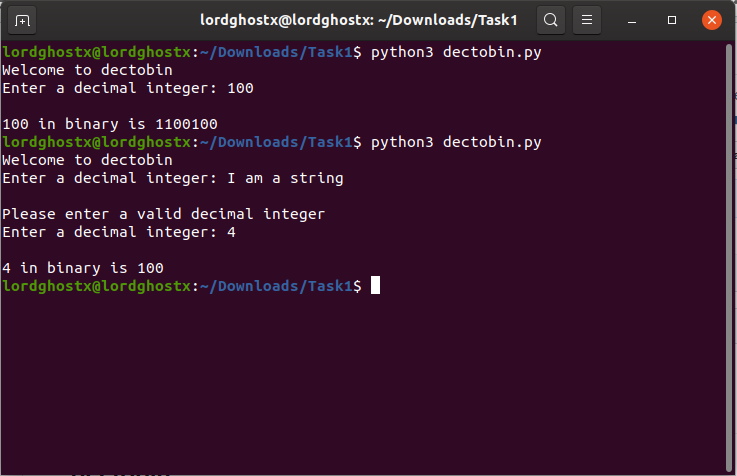 lordghostx@lordghostx: ~/Downloads/Task1
lordghostx@lordghostx:~/Downloads/Task1$ python3 dectobin.py
Welcome to dectobin
Enter a decimal integer: 100
100 in binary is 1100100
lordghostx@lordghostx:~/Downloads/Task1$ python3 dectobin.py
Welcome to dectobin
Enter a decimal integer: I am a string
Please enter a valid decimal integer
Enter a decimal integer: 4
4 in binary is 100
lordghostx@lordghostx:~/Downloads/Task1$